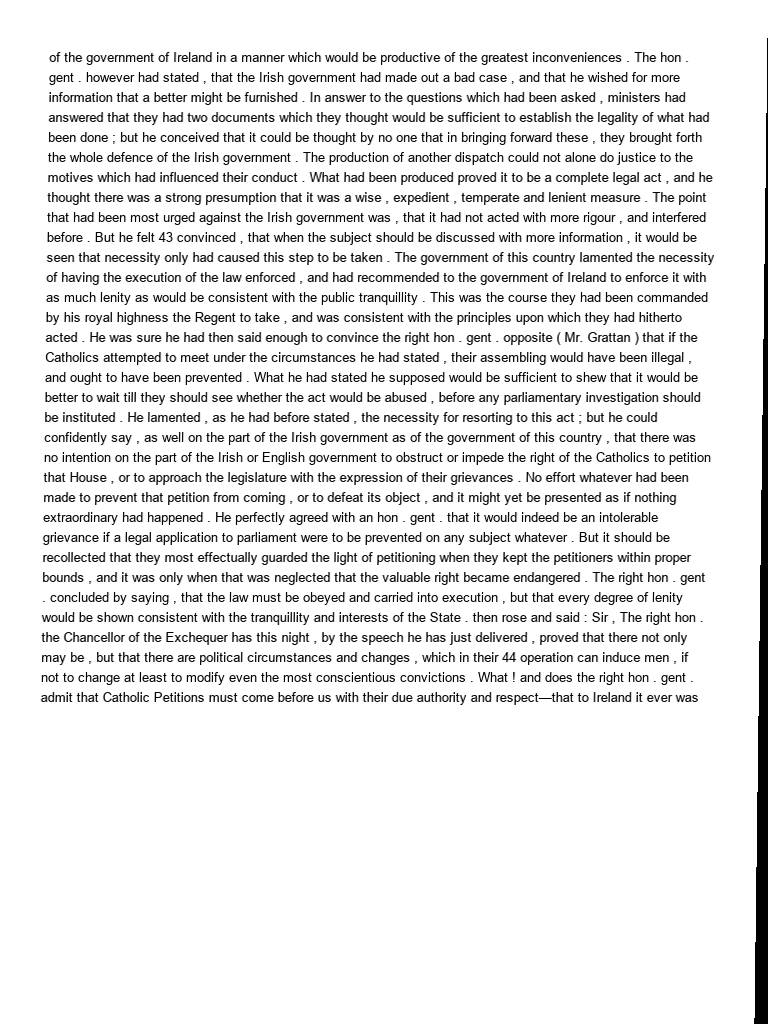 of the government of Ireland in a manner which would be productive of the greatest inconveniences . The hon .
gent . however had stated , that the Irish government had made out a bad case , and that he wished for more
information that a better might be furnished . In answer to the questions which had been asked , ministers had
answered that they had two documents which they thought would be sufficient to establish the legality of what had
been done ; but he conceived that it could be thought by no one that in bringing forward these , they brought forth
the whole defence of the Irish government . The production of another dispatch could not alone do justice to the
motives which had influenced their conduct . What had been produced proved it to be a complete legal act , and he
thought there was a strong presumption that it was a wise , expedient , temperate and lenient measure . The point
that had been most urged against the Irish government was , that it had not acted with more rigour , and interfered
before . But he felt 43 convinced , that when the subject should be discussed with more information , it would be
seen that necessity only had caused this step to be taken . The government of this country lamented the necessity
of having the execution of the law enforced , and had recommended to the government of Ireland to enforce it with
as much lenity as would be consistent with the public tranquillity . This was the course they had been commanded
by his royal highness the Regent to take , and was consistent with the principles upon which they had hitherto
acted . He was sure he had then said enough to convince the right hon . gent . opposite ( Mr. Grattan ) that if the
Catholics attempted to meet under the circumstances he had stated , their assembling would have been illegal ,
and ought to have been prevented . What he had stated he supposed would be sufficient to shew that it would be
better to wait till they should see whether the act would be abused , before any parliamentary investigation should
be instituted . He lamented , as he had before stated , the necessity for resorting to this act ; but he could
confidently say , as well on the part of the Irish government as of the government of this country , that there was
no intention on the part of the Irish or English government to obstruct or impede the right of the Catholics to petition
that House , or to approach the legislature with the expression of their grievances . No effort whatever had been
made to prevent that petition from coming , or to defeat its object , and it might yet be presented as if nothing
extraordinary had happened . He perfectly agreed with an hon . gent . that it would indeed be an intolerable
grievance if a legal application to parliament were to be prevented on any subject whatever . But it should be
recollected that they most effectually guarded the light of petitioning when they kept the petitioners within proper
bounds , and it was only when that was neglected that the valuable right became endangered . The right hon . gent
. concluded by saying , that the law must be obeyed and carried into execution , but that every degree of lenity
would be shown consistent with the tranquillity and interests of the State . then rose and said : Sir , The right hon .
the Chancellor of the Exchequer has this night , by the speech he has just delivered , proved that there not only
may be , but that there are political circumstances and changes , which in their 44 operation can induce men , if
not to change at least to modify even the most conscientious convictions . What ! and does the right hon . gent .
admit that Catholic Petitions must come before us with their due authority and respect—that to Ireland it ever was